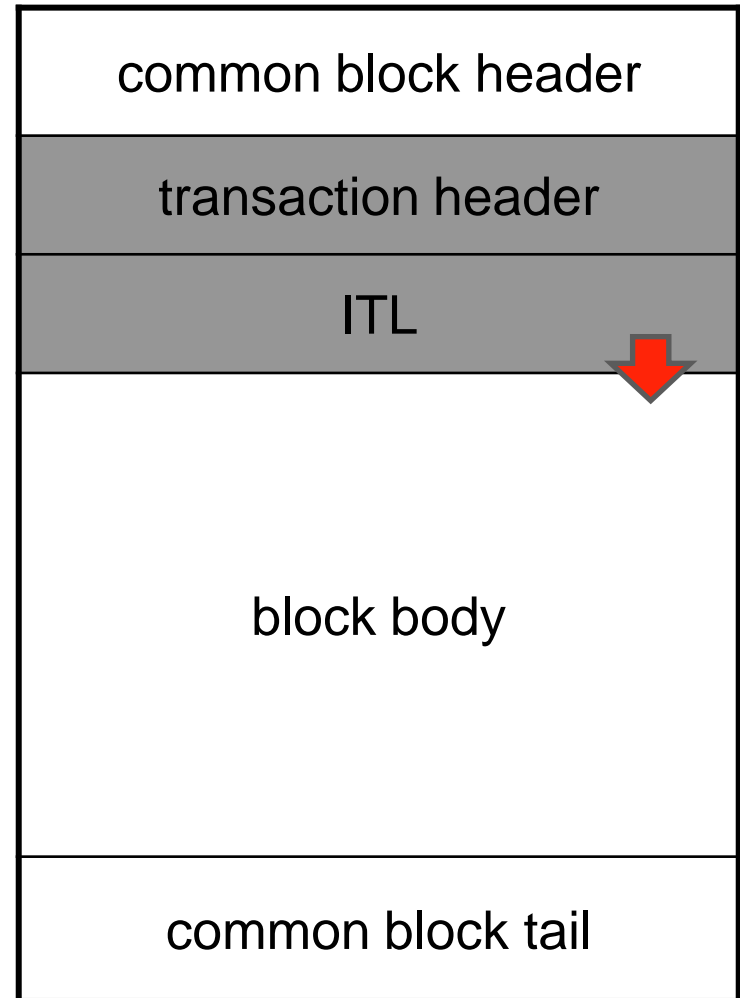 common block header
transaction header
ITL
block body
common block tail